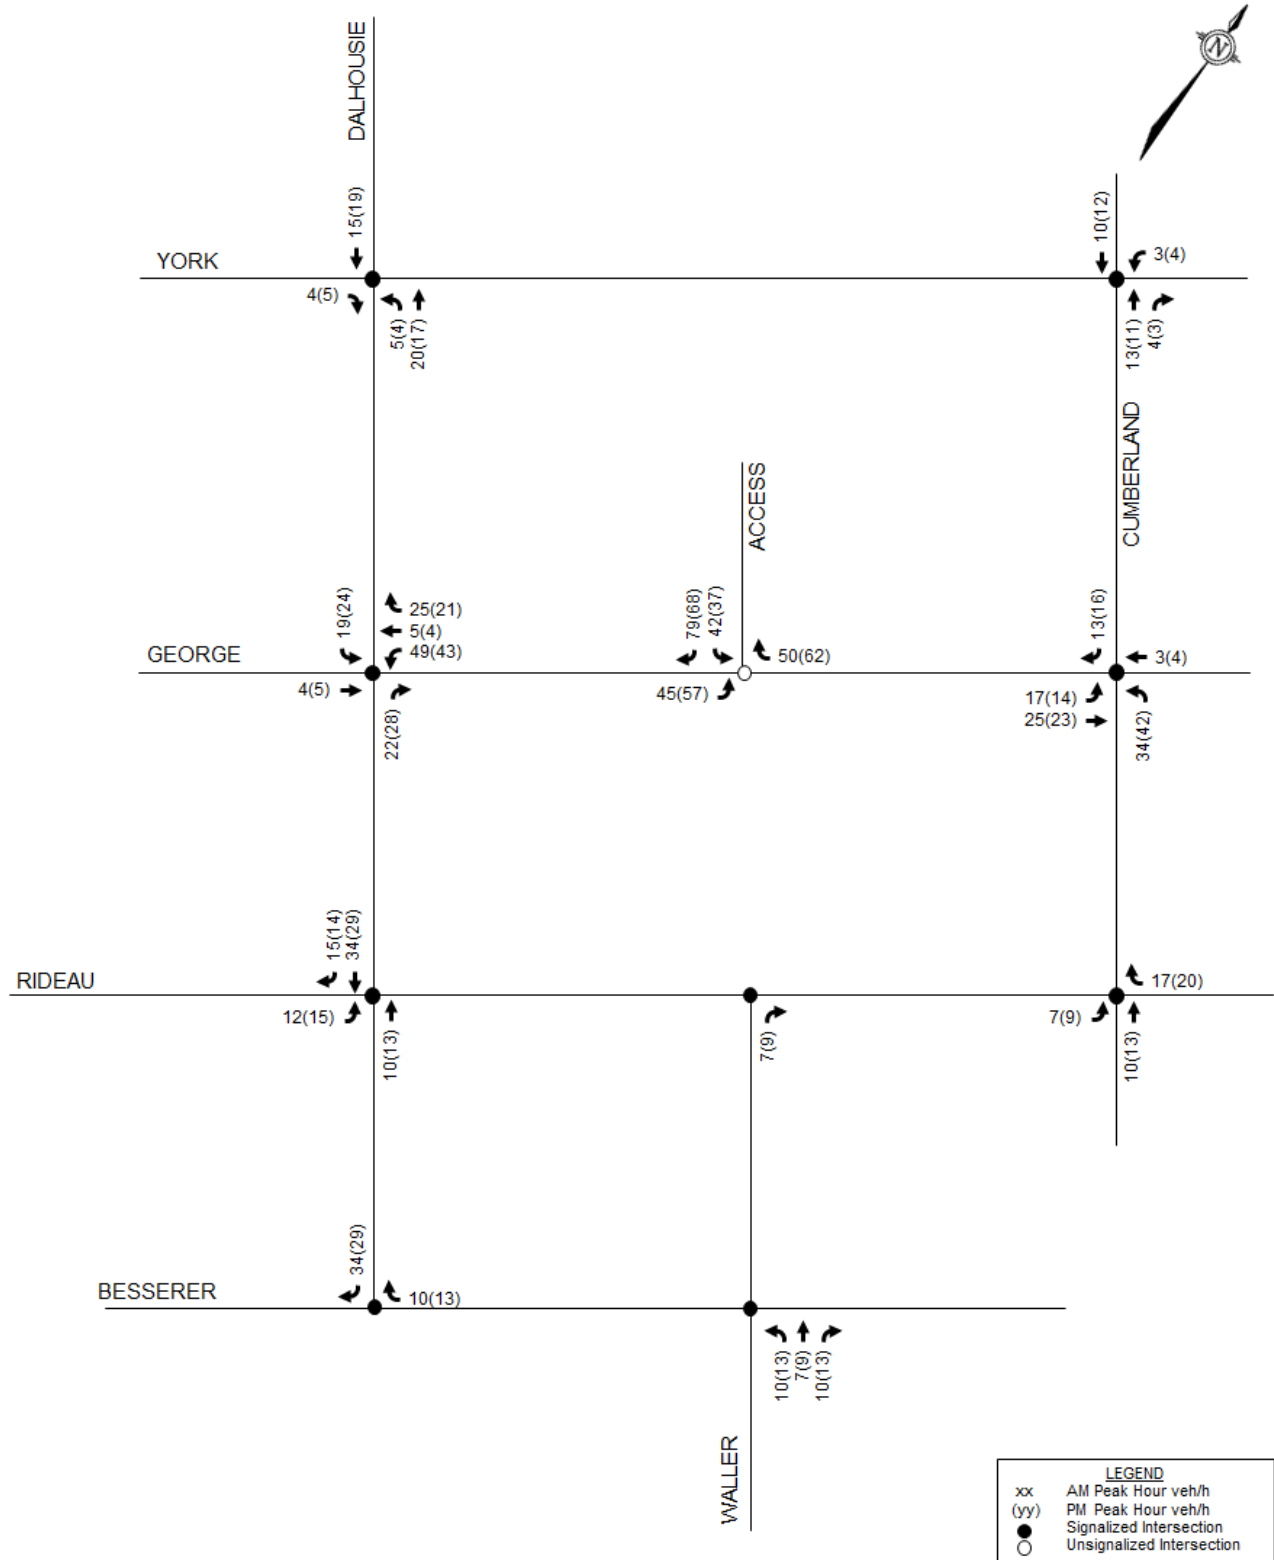 DALHOUSIE
N
15(19)
10(12)
YORK
3(4)
4(5)
5(4)
20(17)
13(11)
4(3)
CUMBERLAND
ACCESS
19(24)
25(21)
5(4)
49(43)
79(68)
42(37)
50(62)
13(16)
3(4)
GEORGE
4(5)
22(28)
45(57)
17(14)
25(23)
34(42)
15(14)
34(29)
RIDEAU
17(20)
12(15)
10(13)
7(9)
7(9)
10(13)
34(29)
BESSERER
10(13)
10(13)
7(9)
10(13)
WALLER
LEGEND
xx AM Peak Hour veh/h
(yy) PM Peak Hour veh/h
Signalized Intersection
Unsignalized Intersection